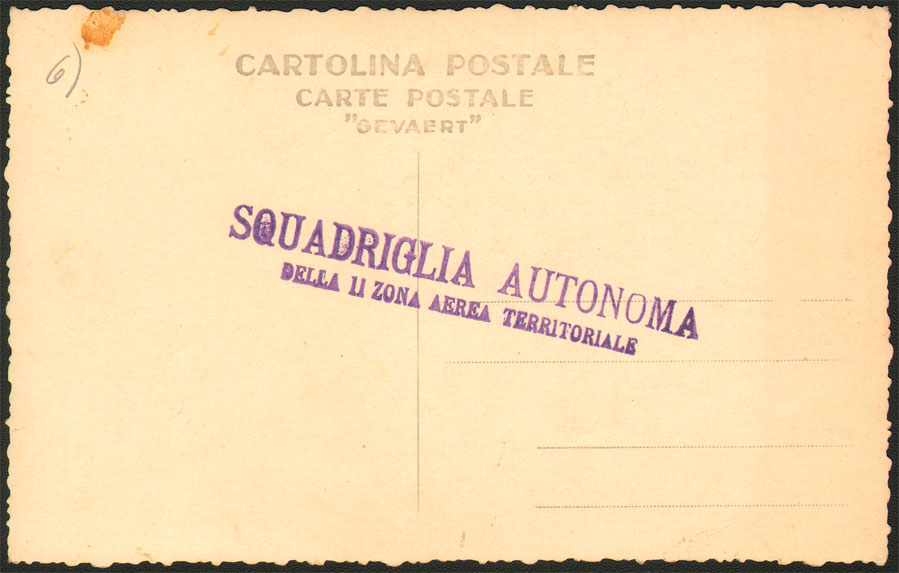 6)
CARTOLINA POSTALE
CARTE POSTALE
"GEVAERT"
SQUADRIGLIA AUTONOMA
DELLA II ZONA AEREA TERRITORIALE